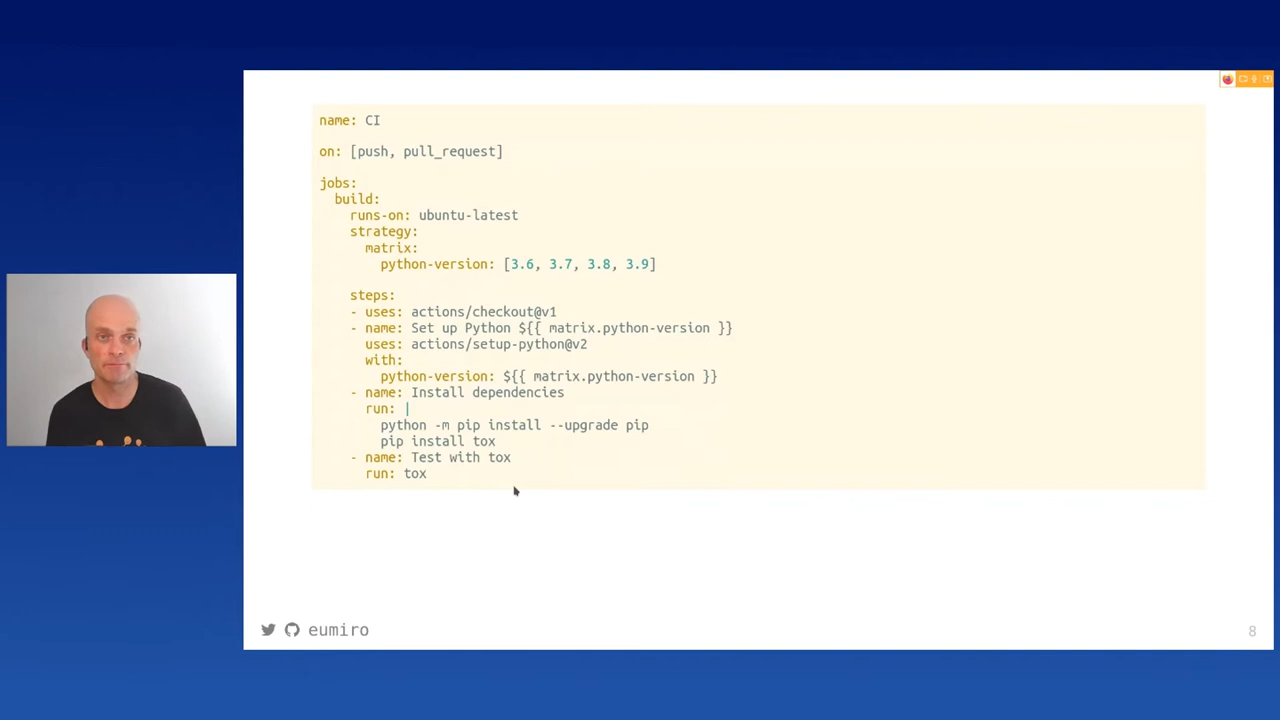 name: CI
on: [push, pull_request]
jobs:
  build:
    runs-on: ubuntu-latest
    strategy:
      matrix:
        python-version: [3.6, 3.7, 3.8, 3.9]
    steps:
    - uses: actions/checkout@v1
    - name: Set up Python ${{ matrix.python-version }}
      uses: actions/setup-python@v2
      with:
        python-version: ${{ matrix.python-version }}
    - name: Install dependencies
      run: |
        python -m pip install --upgrade pip
        pip install tox
    - name: Test with tox
      run: tox
eumiro
8